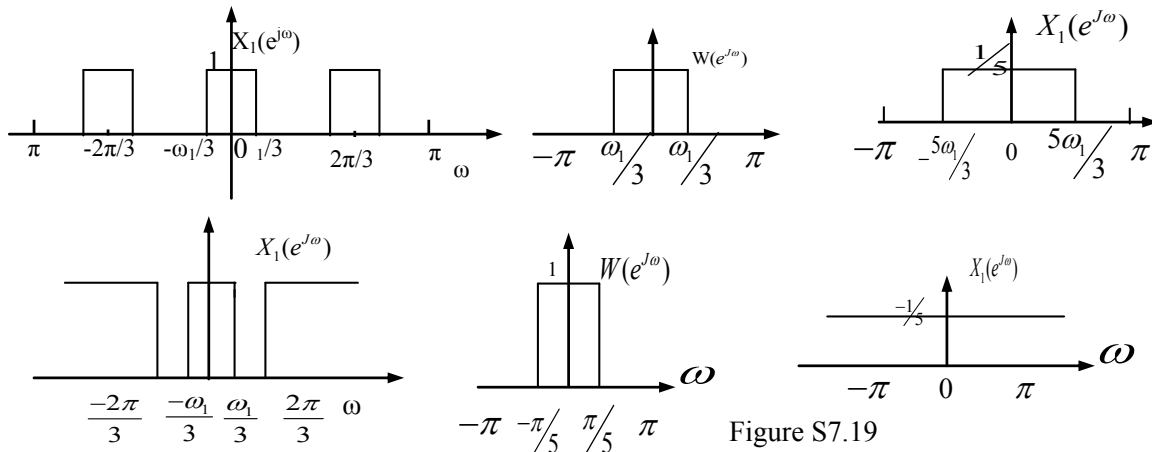 X₁(e^jω)
1
π -2π/3 -ω₁/3 0 ₁/3 2π/3 π ω
W(e^Jω)
-π ω₁/3 ω₁/3 π
X₁(e^Jω)
1/5
-π -5ω₁/3 0 5ω₁/3 π
X₁(e^Jω)
-2π/3 -ω₁/3 ω₁/3 2π/3 ω
W(e^Jω)
1
ω
-π -π/5 π/5 π
X₁(e^Jω)
-1/5
ω
-π 0 π
Figure S7.19